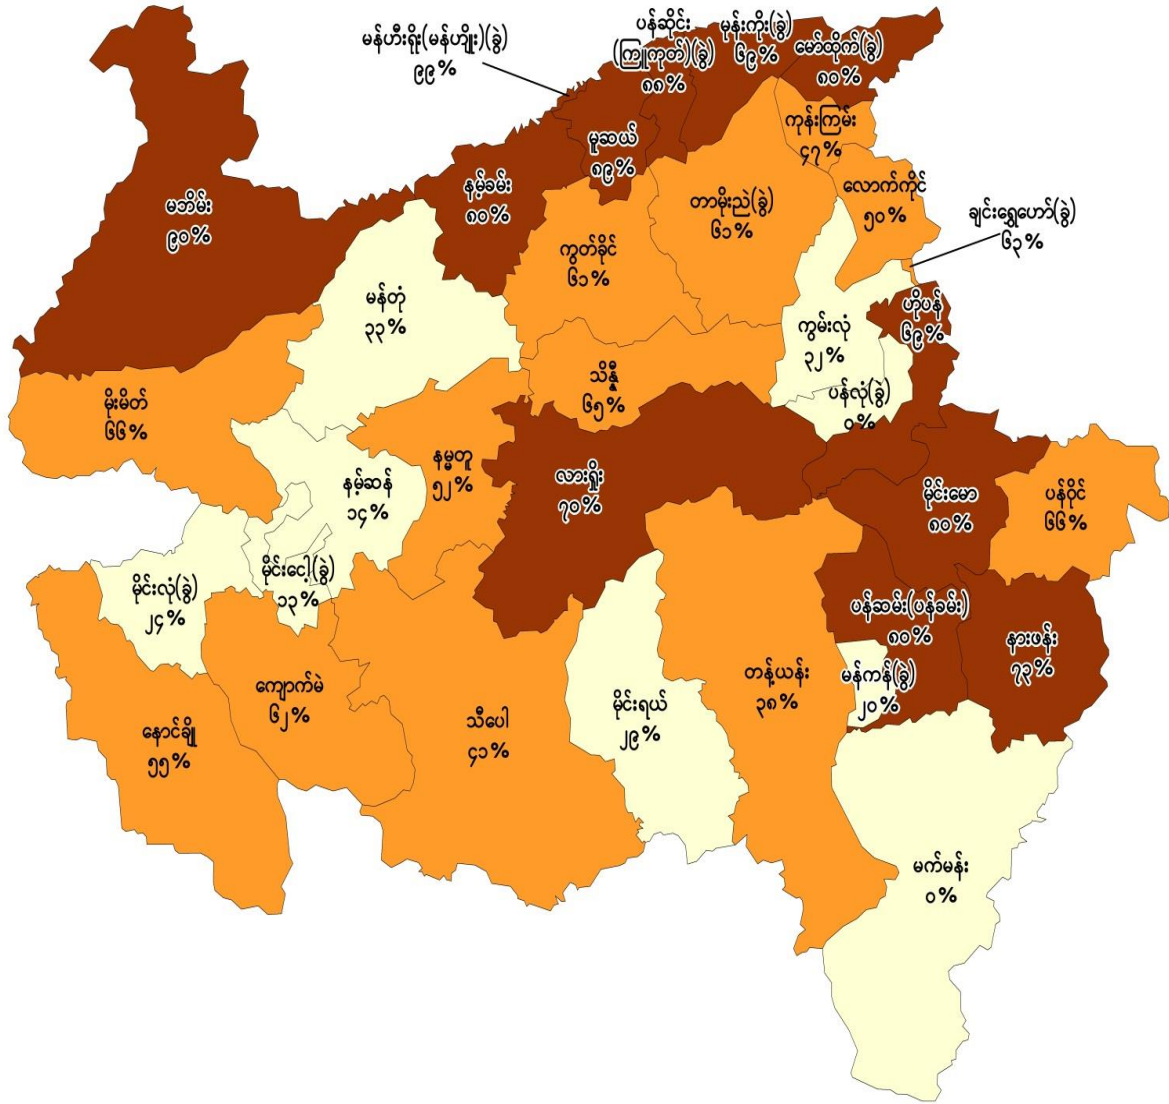 မန်ဟီးရိုး(မန်ဟျိုး)(ခွဲ)
၉၉%
ပန်ဆိုင်း
(ကြူကုတ်)(ခွဲ)
၈၈%
မုန်းကိုး(ခွဲ)
၆၉%
မော်ထိုက်(ခွဲ)
၈၀%
ကုန်းကြမ်း
၄၇%
မူဆယ်
၈၉%
နမ့်ခမ်း
၈၀%
မဘိမ်း
၉၀%
တာမိုးညဲ(ခွဲ)
၆၁%
လောက်ကိုင်
၅၀%
ချင်းရွှေဟော်(ခွဲ)
၆၃%
ကွတ်ခိုင်
၆၁%
မန်တုံ
၃၃%
ဟိုပန်
၆၉%
ကွမ်းလုံ
၃၂%
သိန္နီ
၆၅%
ပန်လုံ(ခွဲ)
၀%
မိုးမိတ်
၆၆%
နမ္မတူ
၅၂%
လားရှိုး
၇၀%
နမ့်ဆန်
၁၄%
မိုင်းမော
၈၀%
ပန်ဝိုင်
၆၆%
မိုင်းငေါ့(ခွဲ)
၁၃%
မိုင်းလုံ(ခွဲ)
၂၄%
ပန်ဆမ်း(ပန်ခမ်း)
၈၀%
နားဖန်း
၇၃%
မန်ကန်(ခွဲ)
၂၀%
တန့်ယန်း
၃၈%
ကျောက်မဲ
၆၂%
မိုင်းရယ်
၂၉%
သီပေါ
၄၁%
နောင်ချို
၅၅%
မက်မန်း
၀%